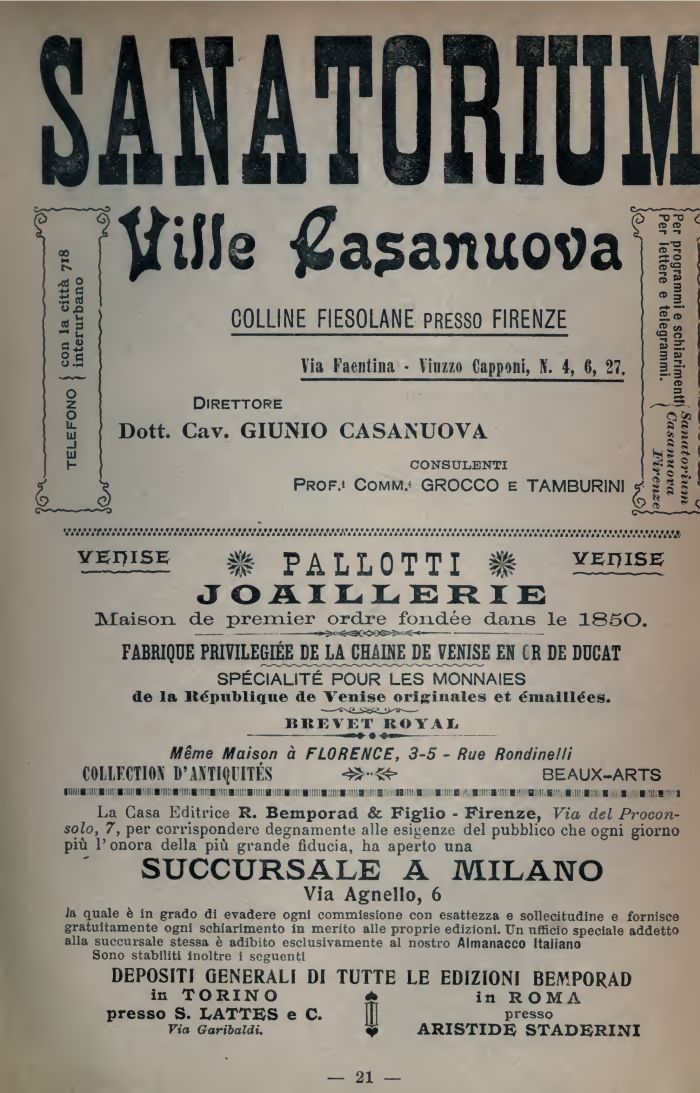 SANATORIUM
Ville Casanuova
TELEFONO { con la città 718
interurbano
COLLINE FIESOLANE PRESSO FIRENZE
Via Faentina - Viuzzo Capponi, N. 4, 6, 27.
DIRETTORE
Dott. Cav. GIUNIO CASANUOVA
CONSULENTI
PROF.i COMM.i GROCCO E TAMBURINI
Per programmi e schiarimenti
Per lettere e telegrammi.
Sanatorium
Casanuova
Firenze
VENISE PALLOTTI VENISE
JOAILLERIE
Maison de premier ordre fondée dans le 1850.
FABRIQUE PRIVILEGIÉE DE LA CHAINE DE VENISE EN OR DE DUCAT
SPÉCIALITÉ POUR LES MONNAIES
de la République de Venise originales et émaillées.
BREVET ROYAL
Même Maison à FLORENCE, 3-5 - Rue Rondinelli
COLLECTION D'ANTIQUITÉS BEAUX-ARTS
La Casa Editrice R. Bemporad & Figlio - Firenze, Via del Procon-
solo, 7, per corrispondere degnamente alle esigenze del pubblico che ogni giorno
più l'onora della più grande fiducia, ha aperto una
SUCCURSALE A MILANO
Via Agnello, 6
la quale è in grado di evadere ogni commissione con esattezza e sollecitudine e fornisce
gratuitamente ogni schiarimento in merito alle proprie edizioni. Un ufficio speciale addetto
alla succursale stessa è adibito esclusivamente al nostro Almanacco Italiano
Sono stabiliti inoltre i seguenti
DEPOSITI GENERALI DI TUTTE LE EDIZIONI BEMPORAD
in TORINO
presso S. LATTES e C.
Via Garibaldi.
in ROMA
presso
ARISTIDE STADERINI
— 21 —